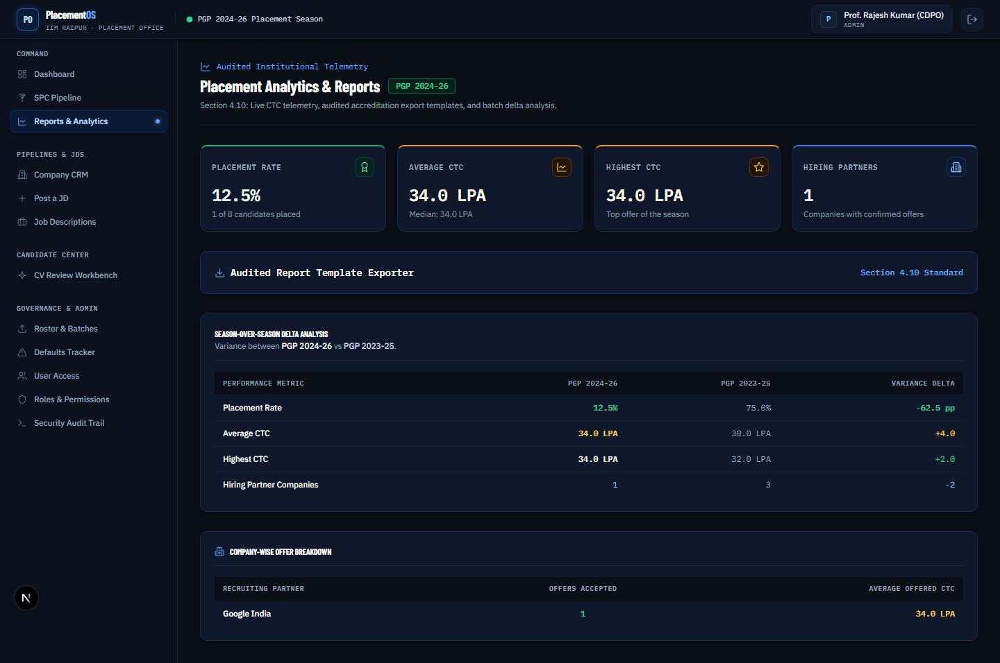 PO
PlacementOS
IIM RAIPUR · PLACEMENT OFFICE
PGP 2024-26 Placement Season
P
Prof. Rajesh Kumar (CDPO)
ADMIN
COMMAND
Dashboard
SPC Pipeline
Reports & Analytics
PIPELINES & JDS
Company CRM
Post a JD
Job Descriptions
CANDIDATE CENTER
CV Review Workbench
GOVERNANCE & ADMIN
Roster & Batches
Defaults Tracker
User Access
Roles & Permissions
Security Audit Trail
N
Audited Institutional Telemetry
Placement Analytics & Reports PGP 2024-26
Section 4.10: Live CTC telemetry, audited accreditation export templates, and batch delta analysis.
PLACEMENT RATE
12.5%
1 of 8 candidates placed
AVERAGE CTC
34.0 LPA
Median: 34.0 LPA
HIGHEST CTC
34.0 LPA
Top offer of the season
HIRING PARTNERS
1
Companies with confirmed offers
Audited Report Template Exporter Section 4.10 Standard
SEASON-OVER-SEASON DELTA ANALYSIS
Variance between PGP 2024-26 vs PGP 2023-25.
PERFORMANCE METRIC PGP 2024-26 PGP 2023-25 VARIANCE DELTA
Placement Rate 12.5% 75.0% -62.5 pp
Average CTC 34.0 LPA 30.0 LPA +4.0
Highest CTC 34.0 LPA 32.0 LPA +2.0
Hiring Partner Companies 1 3 -2
COMPANY-WISE OFFER BREAKDOWN
RECRUITING PARTNER OFFERS ACCEPTED AVERAGE OFFERED CTC
Google India 1 34.0 LPA